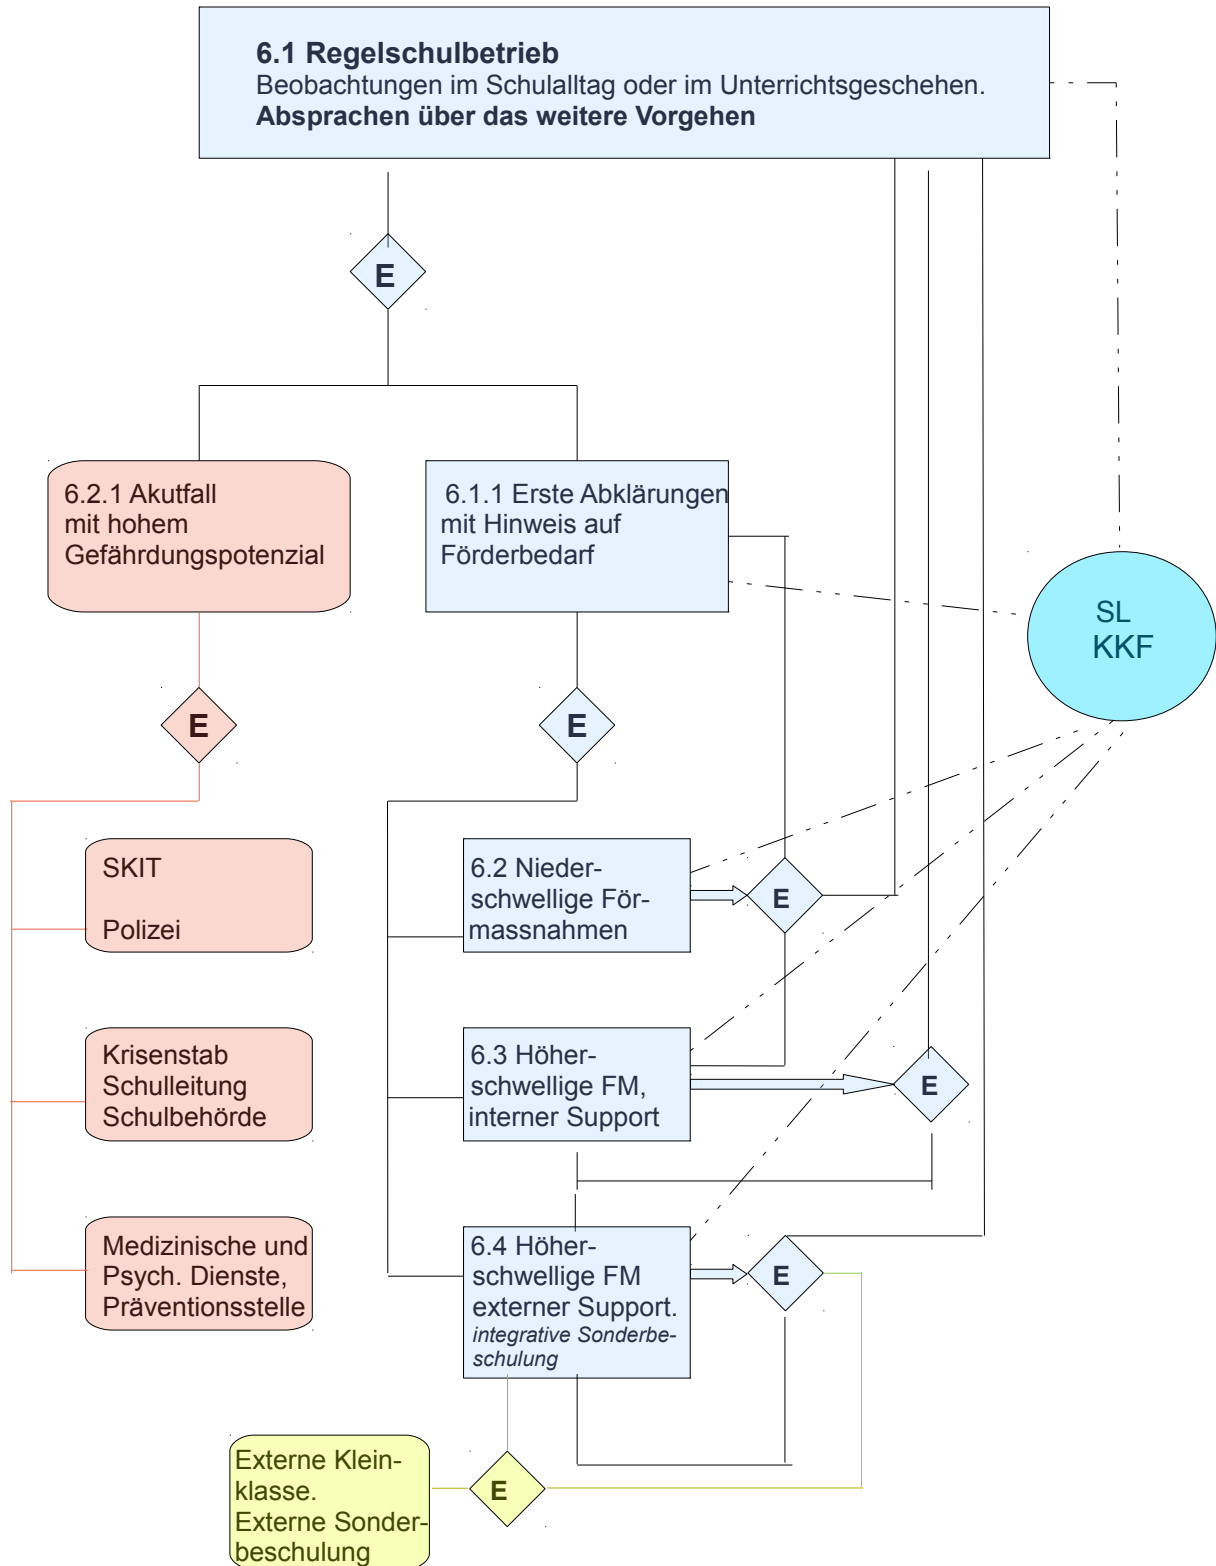 6.1 Regelschulbetrieb
Beobachtungen im Schulalltag oder im Unterrichtsgeschehen.
Absprachen über das weitere Vorgehen
E
6.2.1 Akutfall
mit hohem
Gefährdungspotenzial
6.1.1 Erste Abklärungen
mit Hinweis auf
Förderbedarf
SL
KKF
E
E
SKIT
Polizei
6.2 Nieder-
schwellige För-
massnahmen
E
Krisenstab
Schulleitung
Schulbehörde
6.3 Höher-
schwellige FM,
interner Support
E
Medizinische und
Psych. Dienste,
Präventionsstelle
6.4 Höher-
schwellige FM
externer Support.
integrative Sonderbe-
schulung
E
Externe Klein-
klasse.
Externe Sonder-
beschulung
E